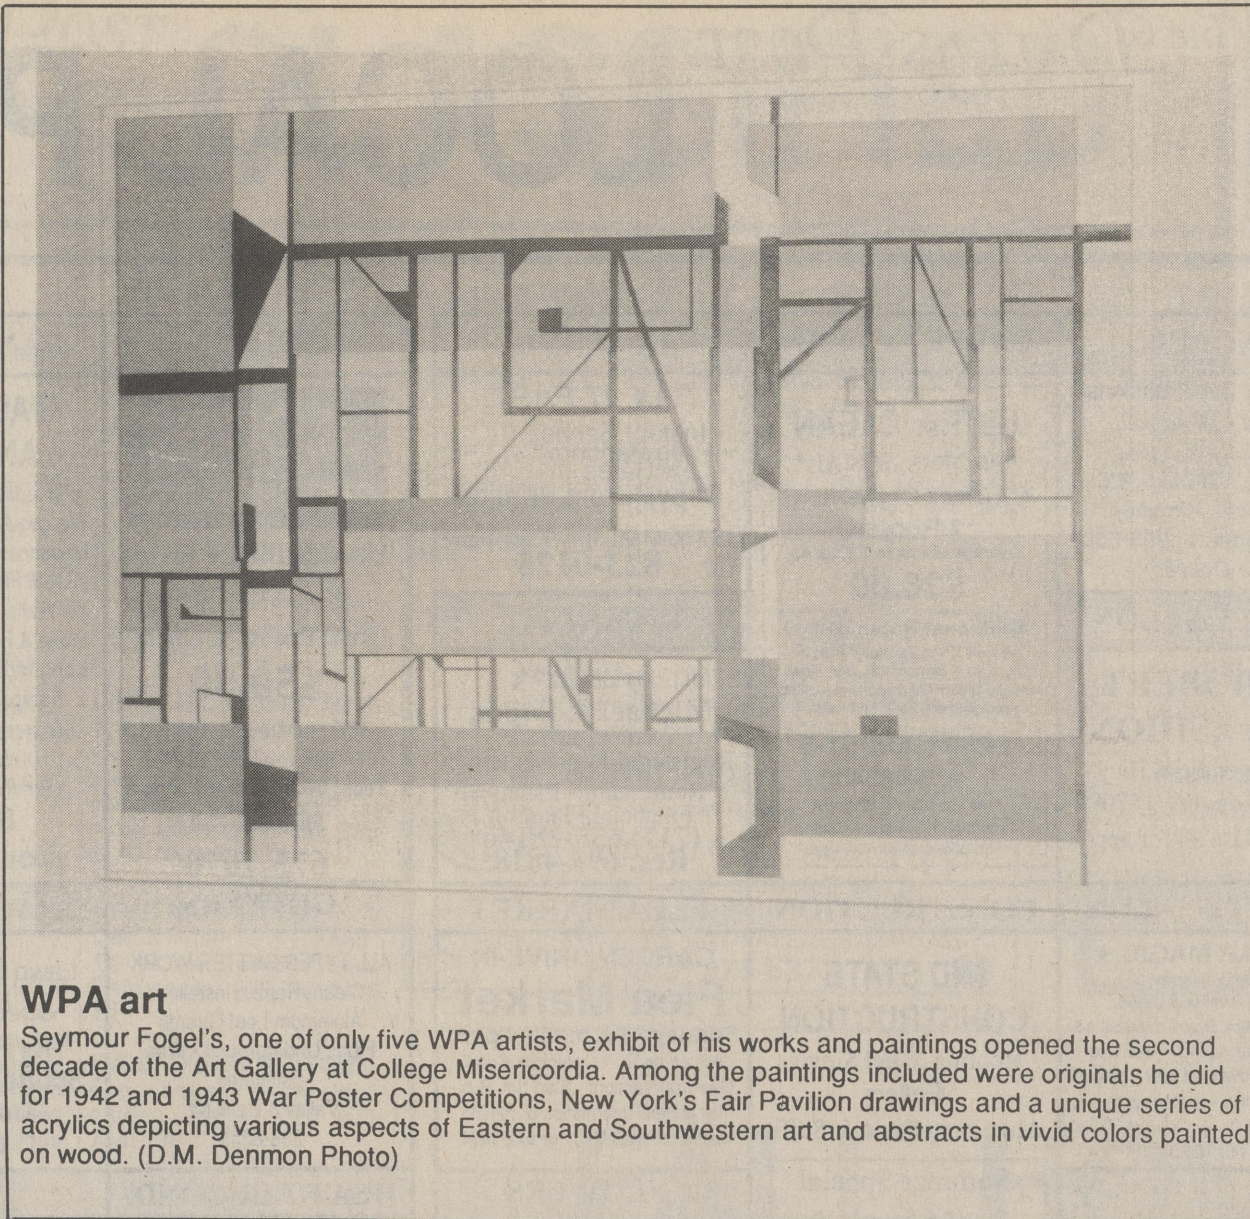 WPA art
Seymour Fogel's, one of only five WPA artists, exhibit of his works and paintings opened the second
decade of the Art Gallery at College Misericordia. Among the paintings included were originals he did
for 1942 and 1943 War Poster Competitions, New York's Fair Pavilion drawings and a unique series of
acrylics depicting various aspects of Eastern and Southwestern art and abstracts in vivid colors painted
on wood. (D.M. Denmon Photo)